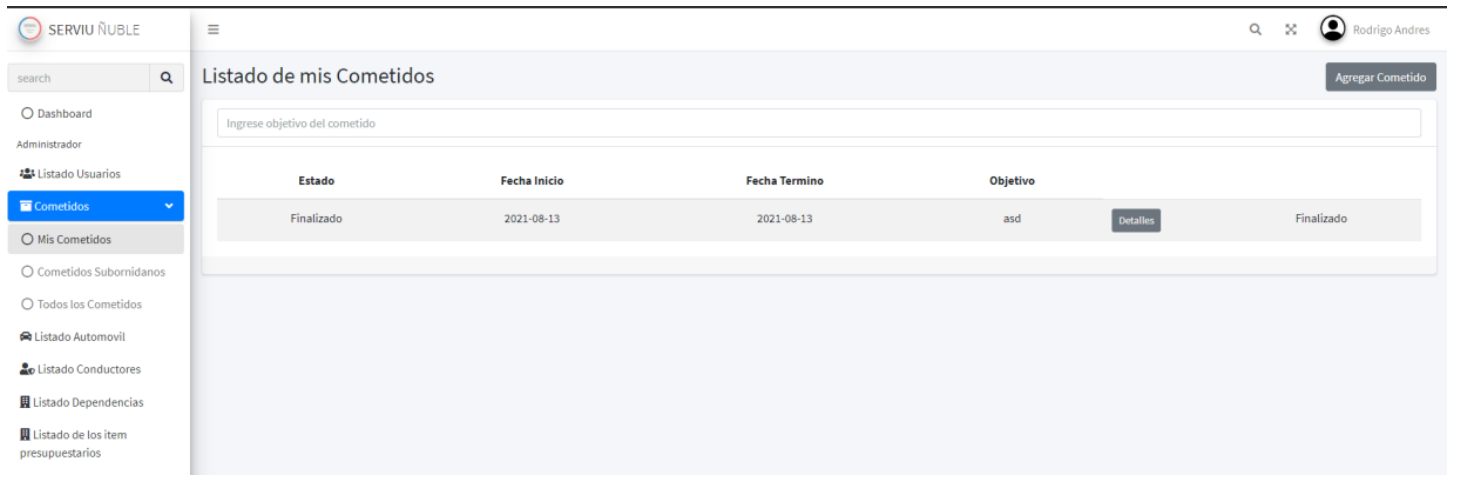 SERVIU ÑUBLE
Rodrigo Andres
search
Dashboard
Administrador
Listado Usuarios
Cometidos
Mis Cometidos
Cometidos Subornidanos
Todos los Cometidos
Listado Automovil
Listado Conductores
Listado Dependencias
Listado de los item
presupuestarios
Listado de mis Cometidos
Agregar Cometido
Ingrese objetivo del cometido
Estado Fecha Inicio Fecha Termino Objetivo
Finalizado 2021-08-13 2021-08-13 asd Detalles Finalizado